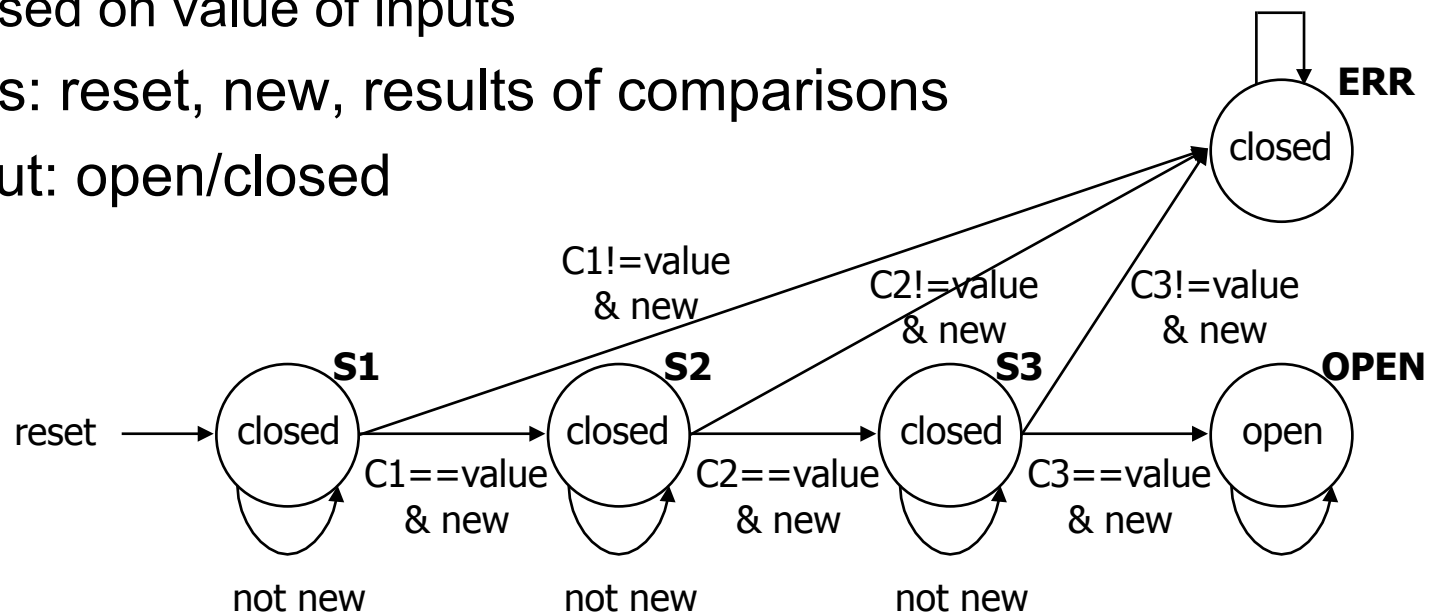 on value of inputs
reset, new, results of comparisons
open/closed
ERR
closed
C1!=value
& new
C2!=value
& new
C3!=value
& new
S1
S2
S3
OPEN
reset
closed
closed
closed
open
C1==value
& new
C2==value
& new
C3==value
& new
not new
not new
not new